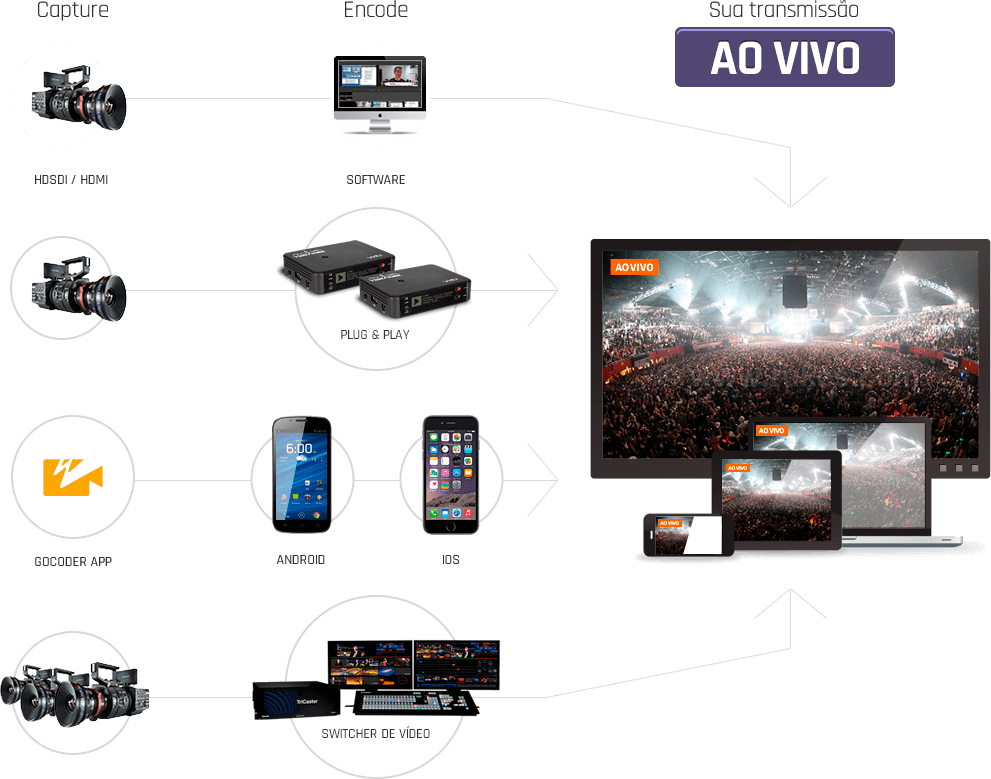 Capture
Encode
Sua transmissão
AO VIVO
HDSDI / HDMI
SOFTWARE
AO VIVO
PLUG & PLAY
AO VIVO
AO VIVO
AO VIVO
6:00
GOCODER APP
ANDROID
IOS
TriCaster
SWITCHER DE VÍDEO